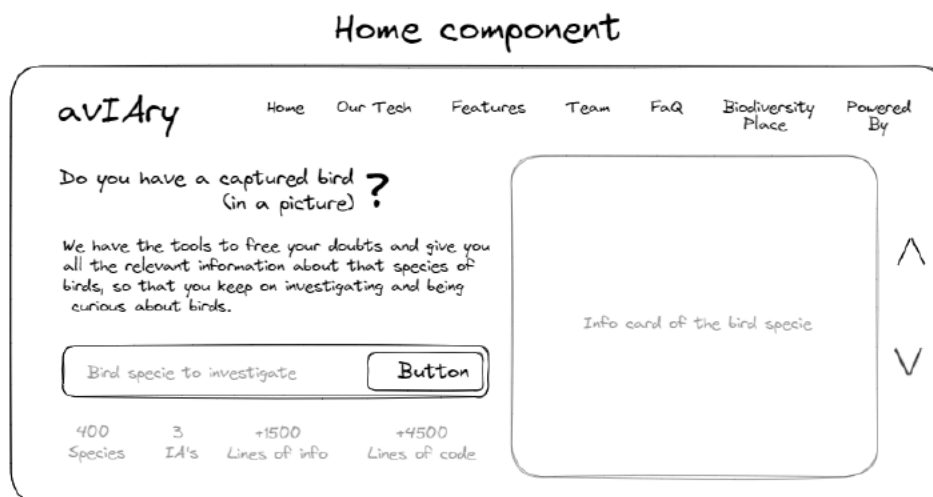 Home component
avIAry
Home Our Tech Features Team FaQ Biodiversity Powered
Place By
Do you have a captured bird ?
(in a picture)
We have the tools to free your doubts and give you
all the relevant information about that species of
birds, so that you keep on investigating and being
curious about birds.
Bird specie to investigate Button
400 3 +1500 +4500
Species IA's Lines of info Lines of code
Info card of the bird specie